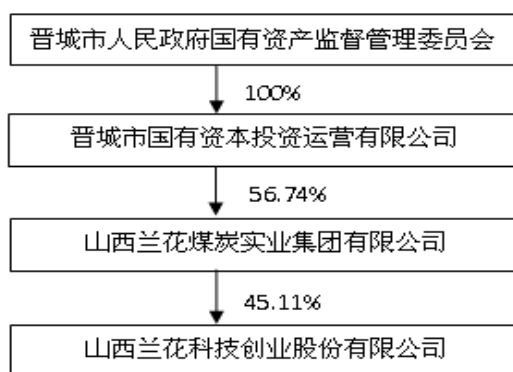 晋城市人民政府国有资产监督管理委员会
100%
晋城市国有资本投资运营有限公司
56.74%
山西兰花煤炭实业集团有限公司
45.11%
山西兰花科技创业股份有限公司